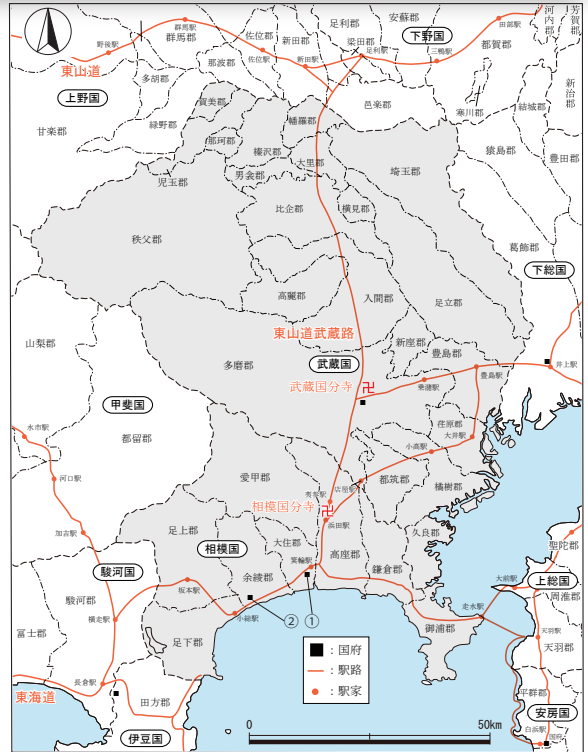 群馬駅
野後駅
群馬郡
佐位郡
佐位駅
新田郡
新田駅
足利郡
梁田郡
足利駅
安蘇郡
下野国
三鴨駅
都賀郡
田部駅
河内郡
芳賀郡
東山道
那波郡
上野国
多胡郡
甘楽郡
緑野郡
賀美郡
那珂郡
児玉郡
榛沢郡
男衾郡
幡羅郡
大里郡
邑楽郡
寒川郡
結城郡
新治郡
猿島郡
豊田郡
埼玉郡
比企郡
横見郡
秩父郡
葛飾郡
下総国
高麗郡
入間郡
足立郡
東山道武蔵路
新座郡
豊島郡
豊島駅
井上駅
山梨郡
多磨郡
武蔵国
武蔵国分寺
乗瀦駅
甲斐国
都留郡
荏原郡
大井駅
小高駅
水市駅
河口駅
加吉駅
愛甲郡
夷参駅
店屋駅
都筑郡
橘樹郡
相模国分寺
浜田駅
久良郡
足上郡
相模国
大住郡
箕輪駅
高座郡
鎌倉郡
余綾郡
駿河国
駿河郡
坂本駅
横走駅
小総駅
② ①
足下郡
御浦郡
走水駅
大前駅
上総国
聖陀郡
周淮郡
天羽駅
天羽郡
富士郡
長倉駅
東海道
田方郡
伊豆国
平群郡
安房国
白浜駅
国府
■:国府
:駅路
:駅家
0 50km